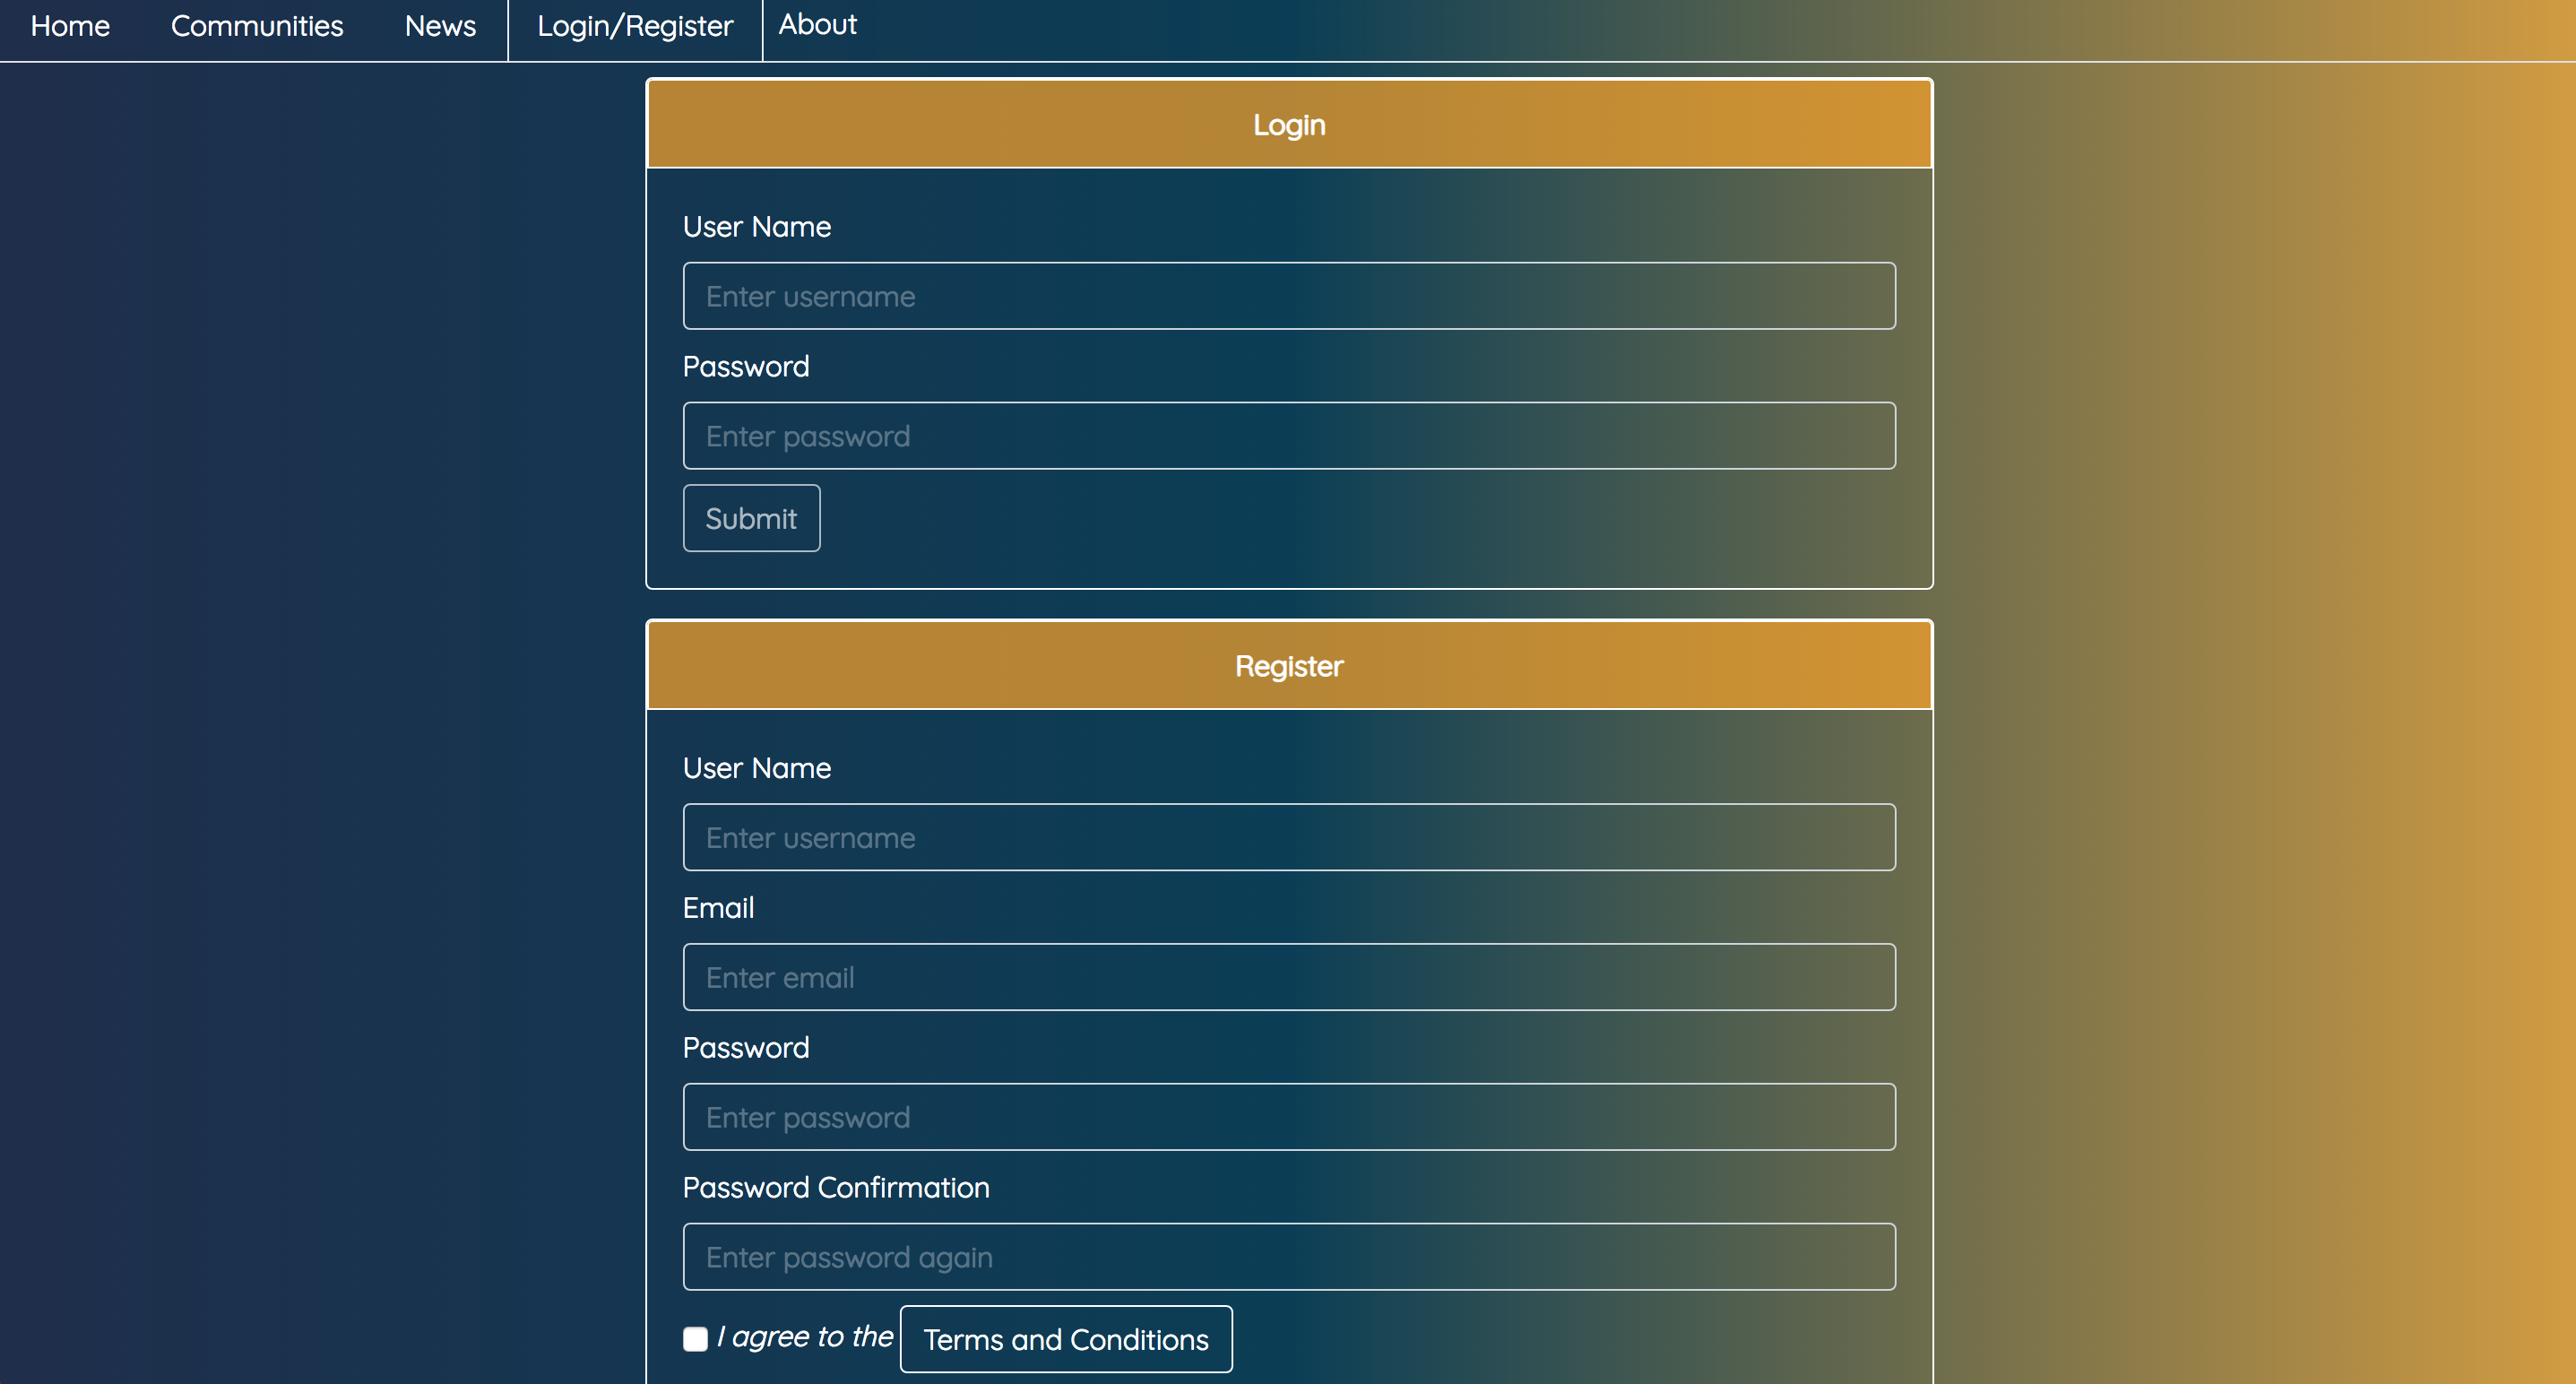 Home Communities News Login/Register About
Login
User Name
Enter username
Password
Enter password
Submit
Register
User Name
Enter username
Email
Enter email
Password
Enter password
Password Confirmation
Enter password again
I agree to the Terms and Conditions